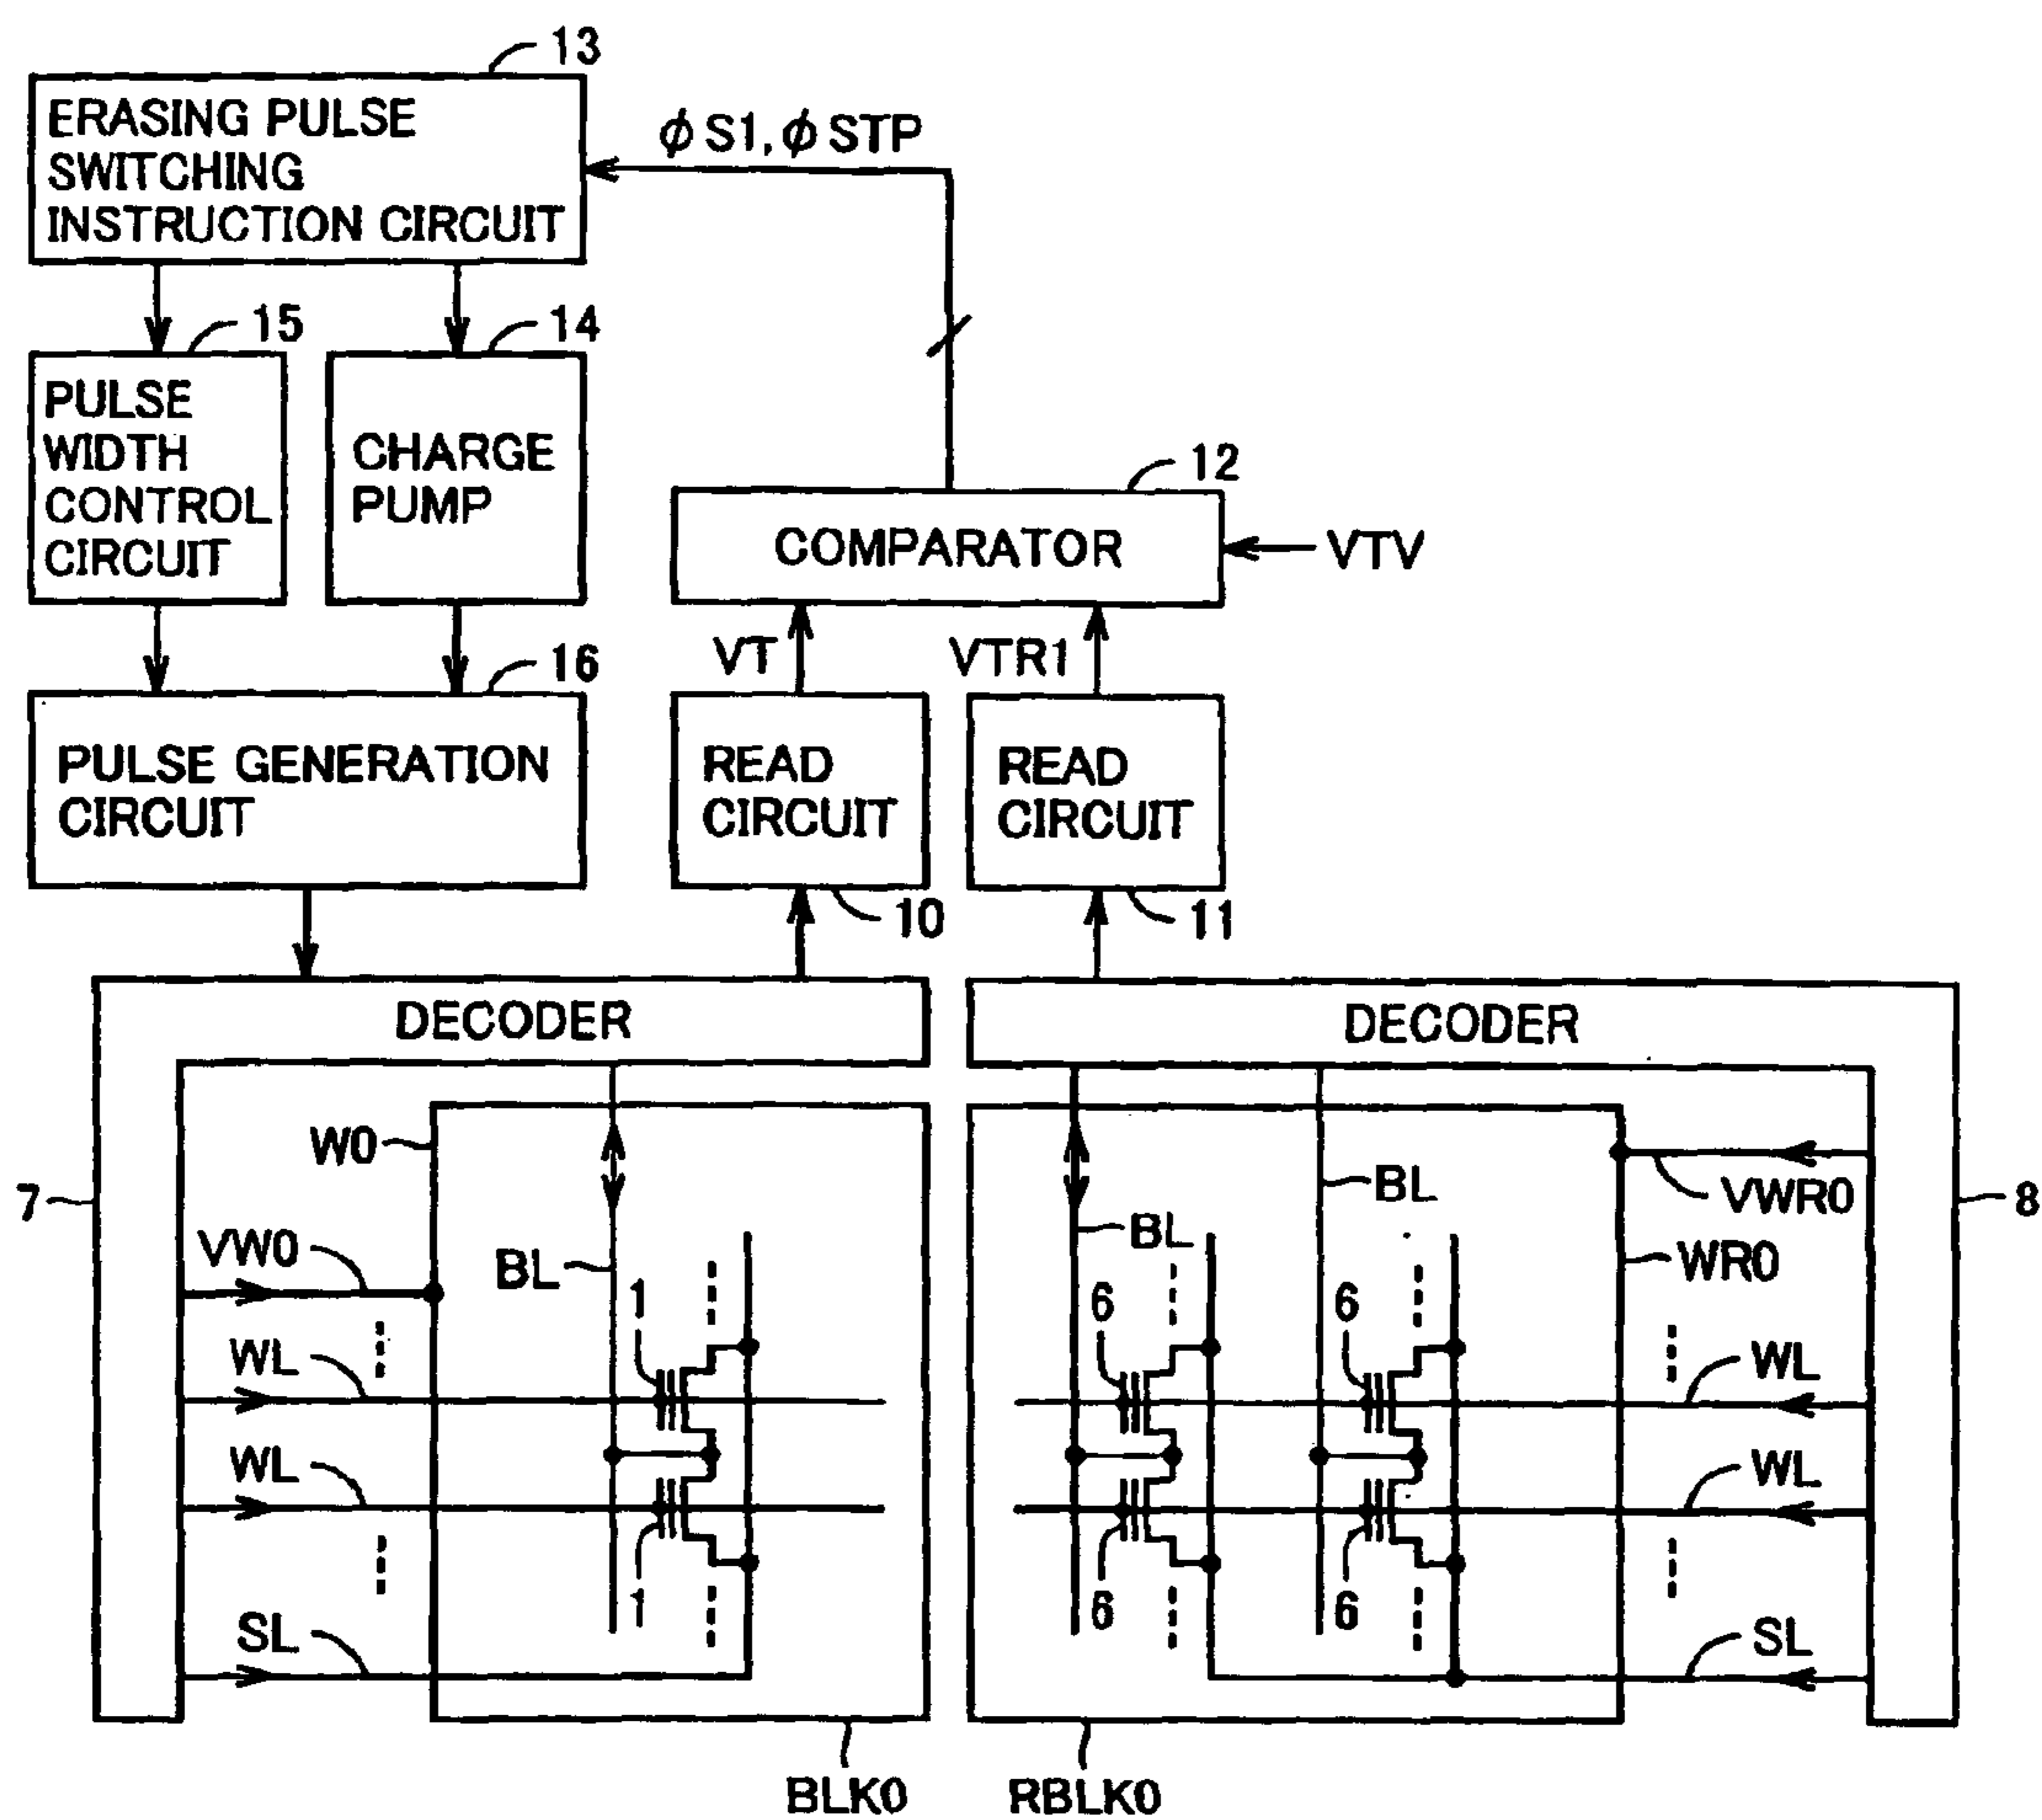 13
ERASING PULSE
SWITCHING
INSTRUCTION CIRCUIT
ϕS1, ϕSTP
15
14
PULSE
WIDTH
CONTROL
CIRCUIT
CHARGE
PUMP
12
COMPARATOR
VTV
16
VT
VTR1
PULSE GENERATION
CIRCUIT
READ
CIRCUIT
READ
CIRCUIT
10
11
DECODER
DECODER
W0
7
BL
VWR0
8
VW0
BL
BL
WR0
1
6
6
WL
WL
WL
WL
1
6
6
SL
SL
BLK0
RBLK0